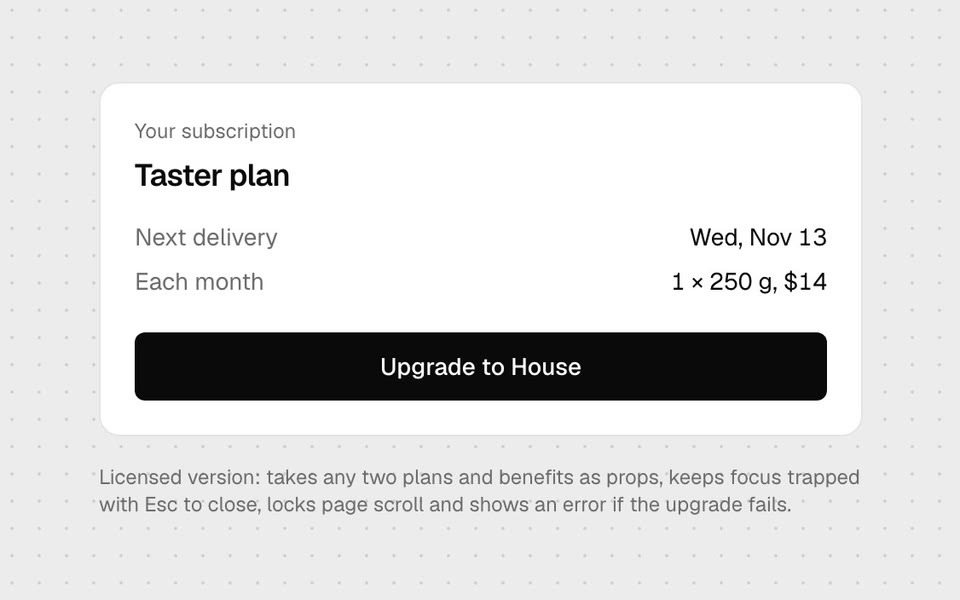 Your subscription
Taster plan
Next delivery Wed, Nov 13
Each month 1 × 250 g, $14
Upgrade to House
Licensed version: takes any two plans and benefits as props, keeps focus trapped
with Esc to close, locks page scroll and shows an error if the upgrade fails.